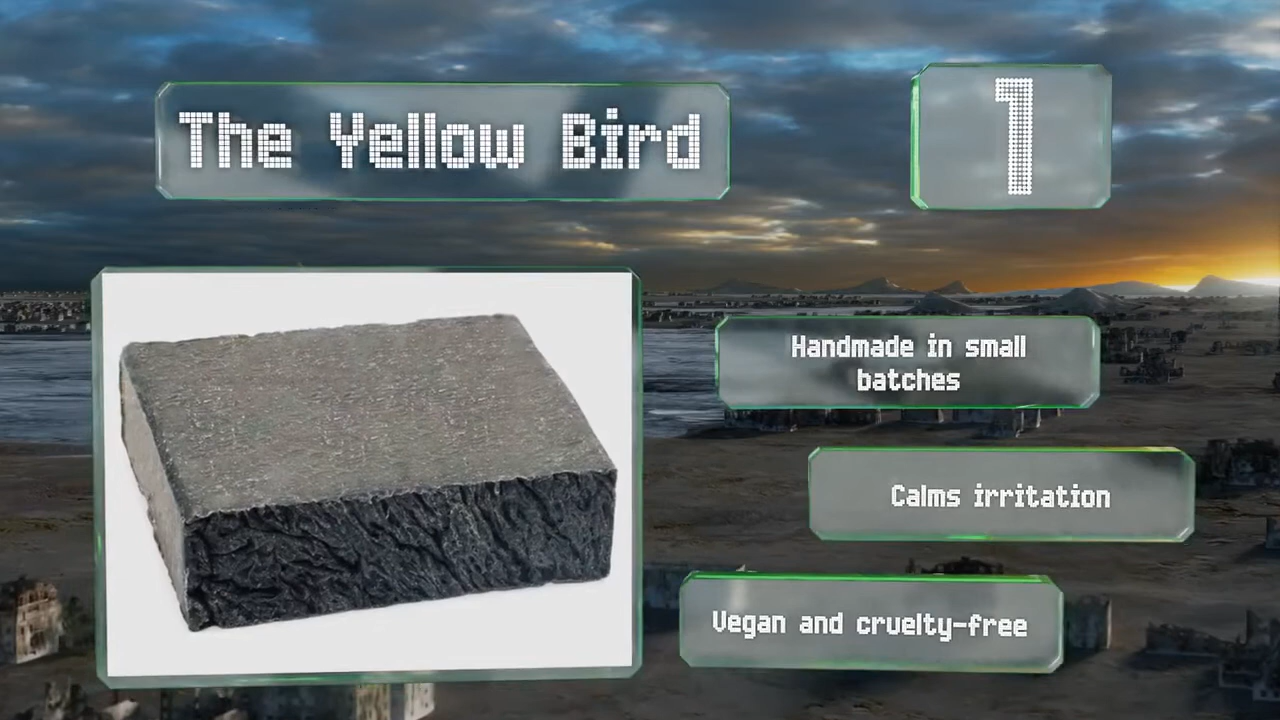 The Yellow Bird
1
Handmade in small
batches
Calms irritation
Vegan and cruelty-free